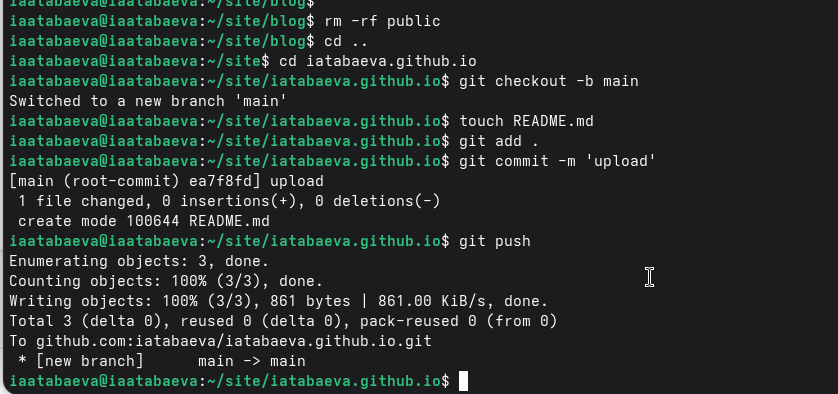 iaatabaeva@iaatabaeva:~/site/blog$
iaatabaeva@iaatabaeva:~/site/blog$ rm -rf public
iaatabaeva@iaatabaeva:~/site/blog$ cd ..
iaatabaeva@iaatabaeva:~/site$ cd iatabaeva.github.io
iaatabaeva@iaatabaeva:~/site/iatabaeva.github.io$ git checkout -b main
Switched to a new branch 'main'
iaatabaeva@iaatabaeva:~/site/iatabaeva.github.io$ touch README.md
iaatabaeva@iaatabaeva:~/site/iatabaeva.github.io$ git add .
iaatabaeva@iaatabaeva:~/site/iatabaeva.github.io$ git commit -m 'upload'
[main (root-commit) ea7f8fd] upload
 1 file changed, 0 insertions(+), 0 deletions(-)
 create mode 100644 README.md
iaatabaeva@iaatabaeva:~/site/iatabaeva.github.io$ git push
Enumerating objects: 3, done.
Counting objects: 100% (3/3), done.
Writing objects: 100% (3/3), 861 bytes | 861.00 KiB/s, done.
Total 3 (delta 0), reused 0 (delta 0), pack-reused 0 (from 0)
To github.com:iatabaeva/iatabaeva.github.io.git
 * [new branch]      main -> main
iaatabaeva@iaatabaeva:~/site/iatabaeva.github.io$